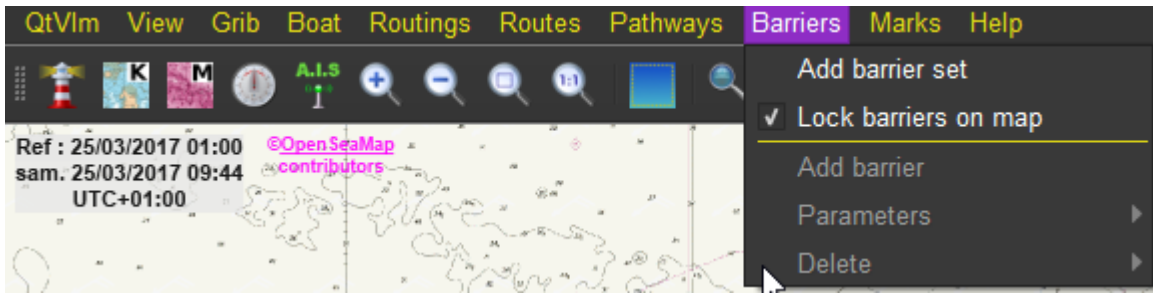 QtVlm View Grib Boat Routings Routes Pathways Barriers Marks Help
K M A.I.S 1:1
Add barrier set
Lock barriers on map
Add barrier
Parameters
Delete
Ref : 25/03/2017 01:00
sam. 25/03/2017 09:44
UTC+01:00
©OpenSeaMap
contributors